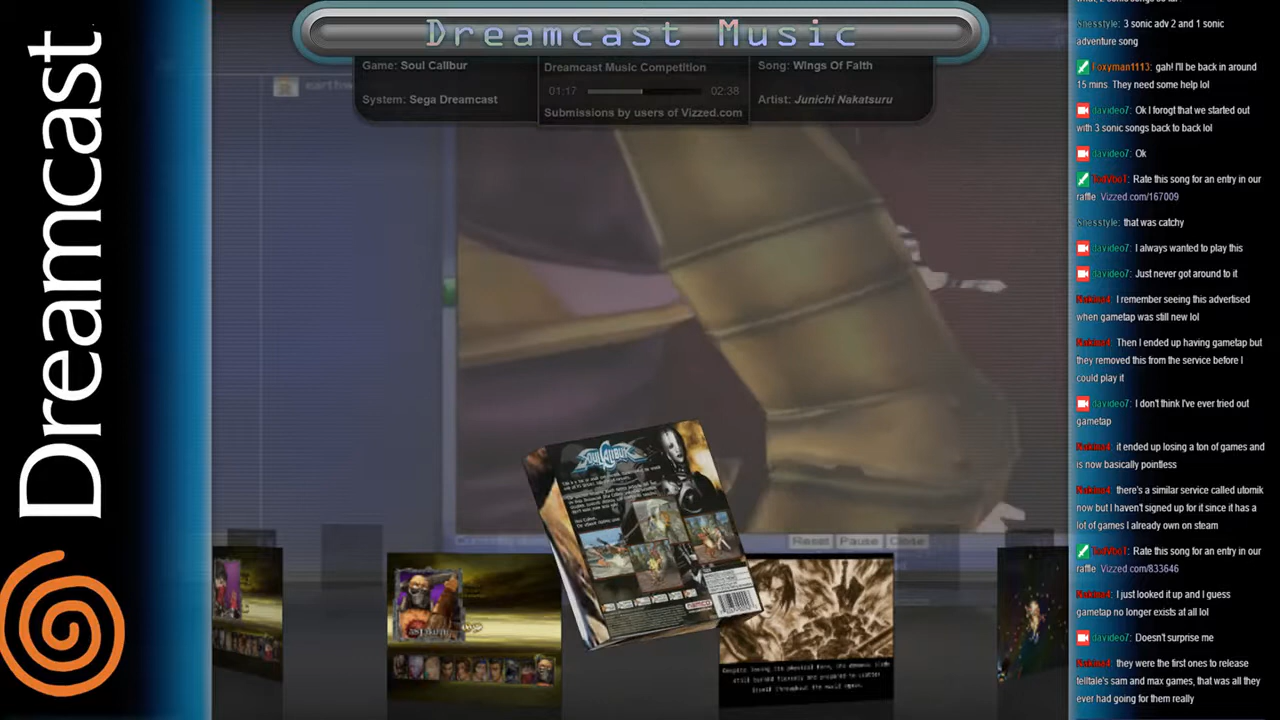 Dreamcast
Dreamcast Music
Game: Soul Calibur
System: Sega Dreamcast
Dreamcast Music Competition
01:17
02:38
Submissions by users of Vizzed.com
Song: Wings Of Faith
Artist: Junichi Nakatsuru
SOULCALIBUR
Reset Pause Close
Shesstyle: 3 sonic adv 2 and 1 sonic
adventure song
Foxyman1113: gah! I'll be back in around
15 mins. They need some help lol
davideo7: Ok I forogt that we started out
with 3 sonic songs back to back lol
davideo7: Ok
Rate this song for an entry in our
raffle Vizzed.com/167009
Shesstyle: that was catchy
davideo7: I always wanted to play this
davideo7: Just never got around to it
I remember seeing this advertised
when gametap was still new lol
Then I ended up having gametap but
they removed this from the service before I
could play it
davideo7: I don't think I've ever tried out
gametap
it ended up losing a ton of games and
is now basically pointless
there's a similar service called utomik
now but I haven't signed up for it since it has a
lot of games I already own on steam
Rate this song for an entry in our
raffle Vizzed.com/833646
I just looked it up and I guess
gametap no longer exists at all lol
davideo7: Doesn't surprise me
they were the first ones to release
telltale's sam and max games, that was all they
ever had going for them really